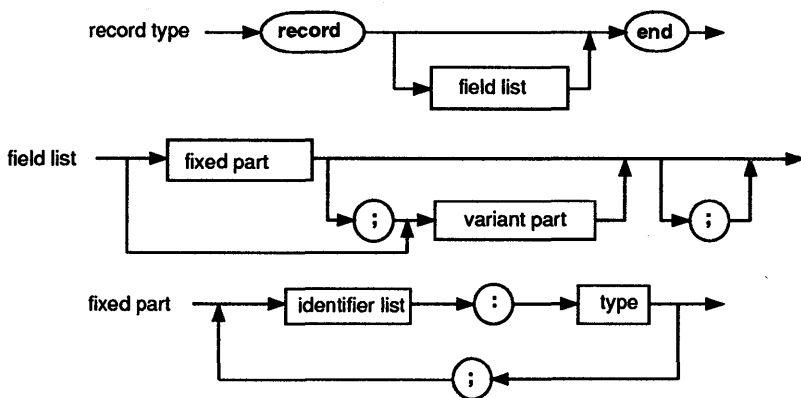 record type record end
field list
field list fixed part
; variant part ;
fixed part identifier list : type
;